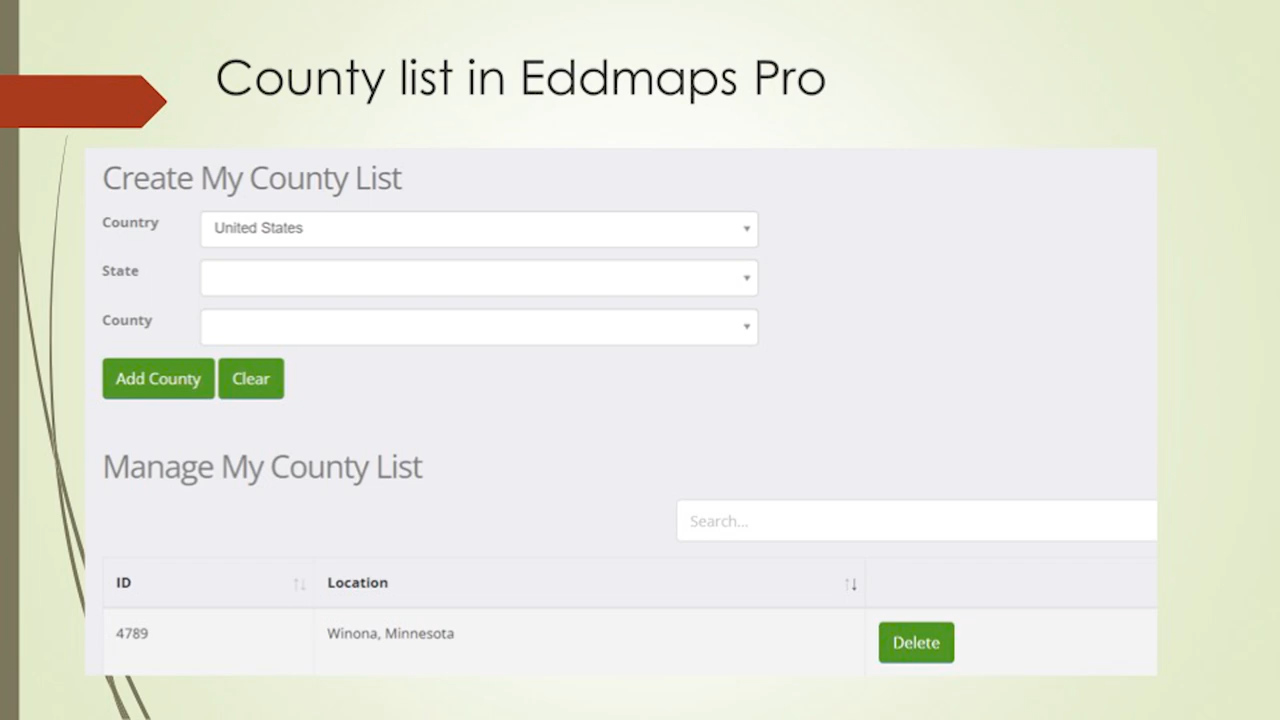 County list in Eddmaps Pro
Create My County List
Country
United States
State
County
Add County Clear
Manage My County List
Search...
ID Location
4789 Winona, Minnesota Delete